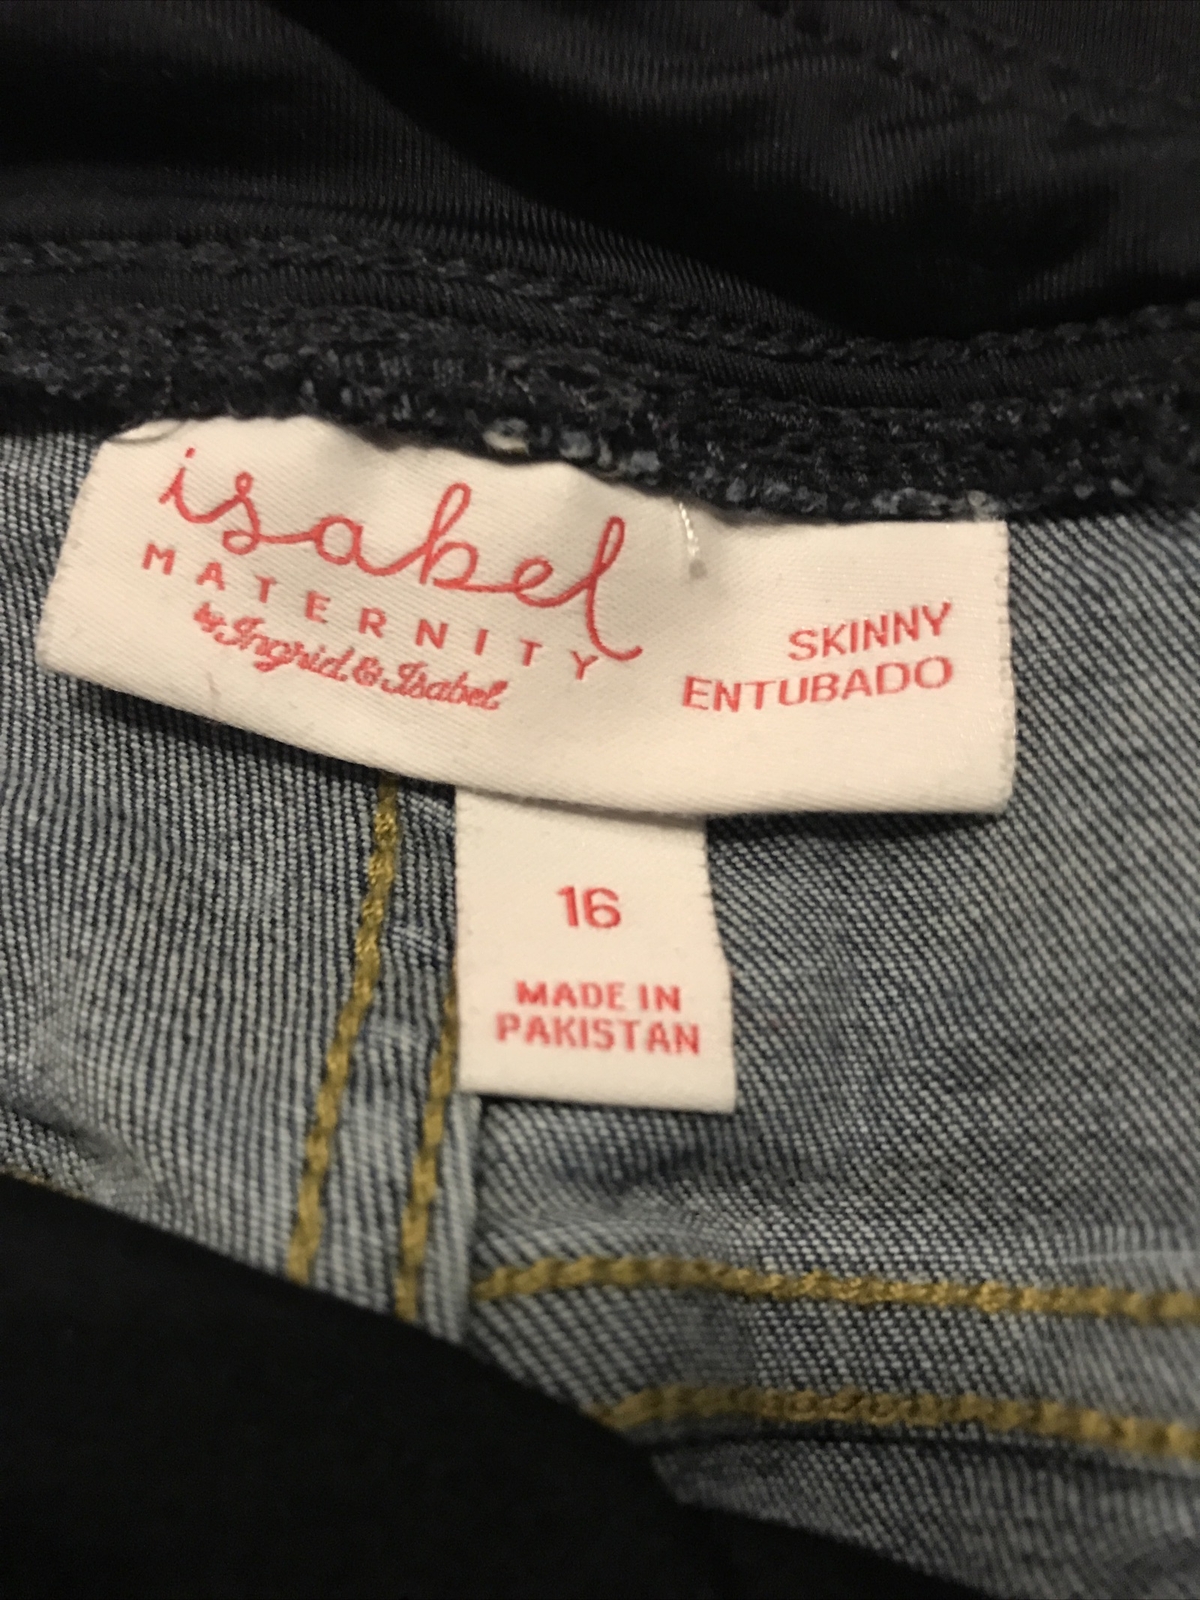 isabel
MATERNITY
by Ingrid & Isabel
SKINNY
ENTUBADO
16
MADE IN
PAKISTAN